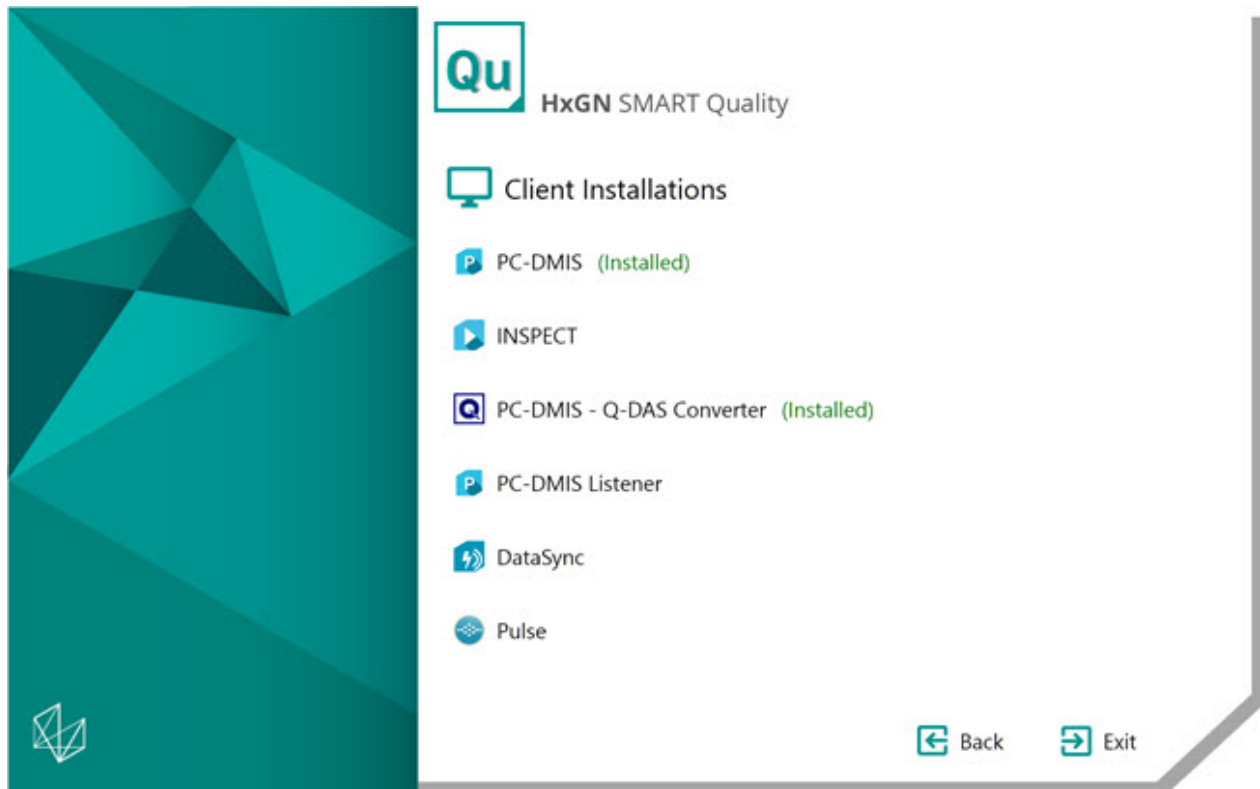 Qu
HxGN SMART Quality
Client Installations
P PC-DMIS (Installed)
INSPECT
Q PC-DMIS - Q-DAS Converter (Installed)
P PC-DMIS Listener
DataSync
Pulse
Back Exit